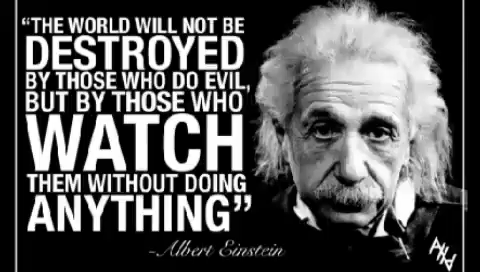 “THE WORLD WILL NOT BE
DESTROYED
BY THOSE WHO DO EVIL,
BUT BY THOSE WHO
WATCH
THEM WITHOUT DOING
ANYTHING”
-Albert Einstein